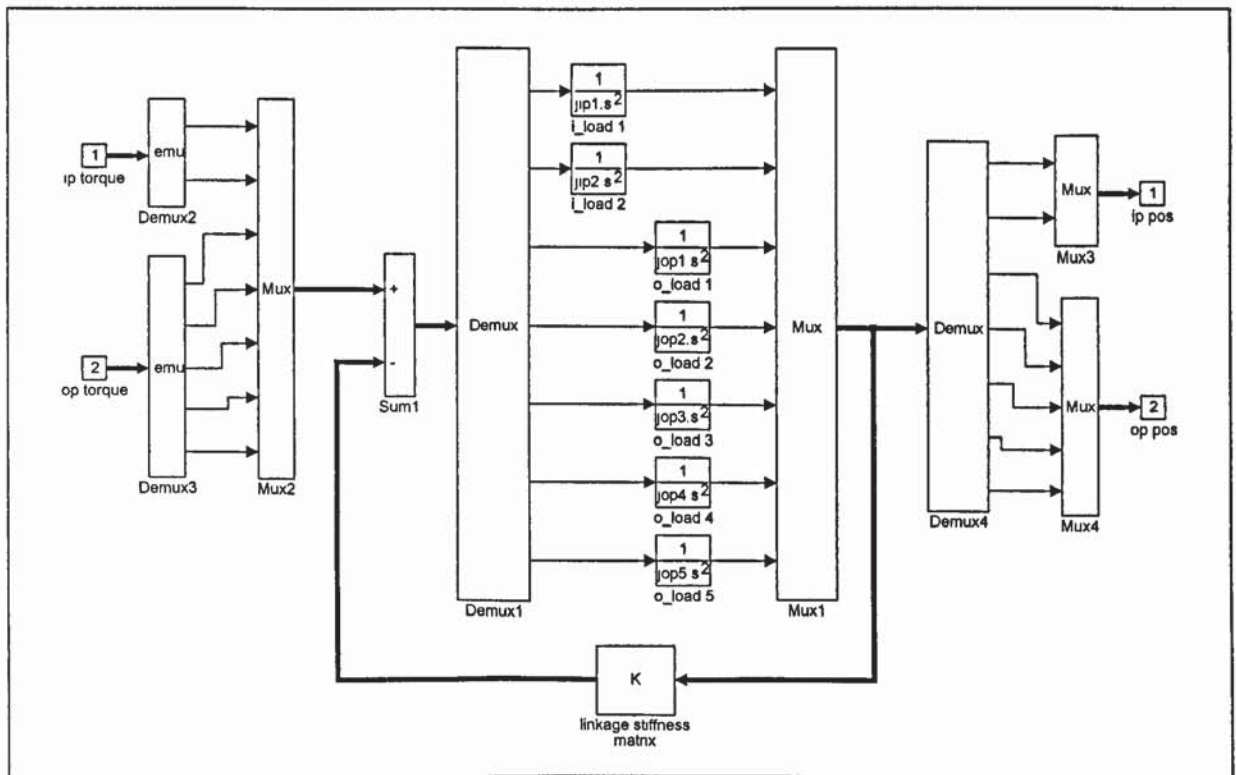 1
ip torque
emu
Demux2
2
op torque
emu
Demux3
Mux
Mux2
+
-
Sum1
Demux
Demux1
1
jip1.s²
i_load 1
1
jip2 s²
i_load 2
1
jop1 s²
o_load 1
1
jop2.s²
o_load 2
1
jop3.s²
o_load 3
1
jop4 s²
o_load 4
1
jop5 s²
o_load 5
Mux
Mux1
K
linkage stiffness
matrix
Demux
Demux4
Mux
Mux3
1
ip pos
Mux
Mux4
2
op pos